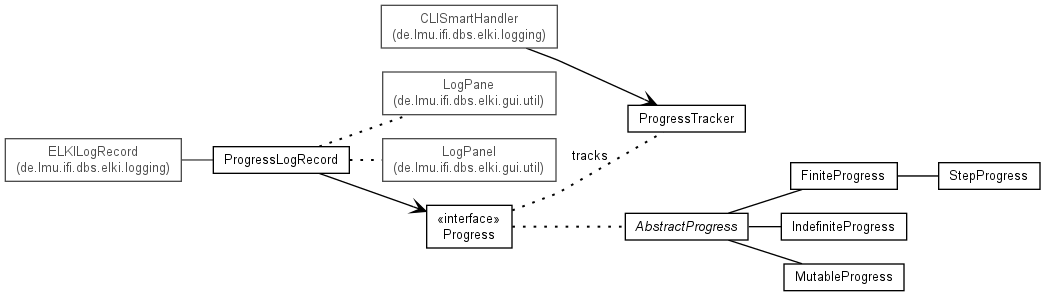 CLISmartHandler
(de.lmu.ifi.dbs.elki.logging)
LogPane
(de.lmu.ifi.dbs.elki.gui.util)
ProgressTracker
ELKILogRecord
(de.lmu.ifi.dbs.elki.logging)
ProgressLogRecord
LogPanel
(de.lmu.ifi.dbs.elki.gui.util)
tracks
FiniteProgress
StepProgress
«interface»
Progress
AbstractProgress
IndefiniteProgress
MutableProgress